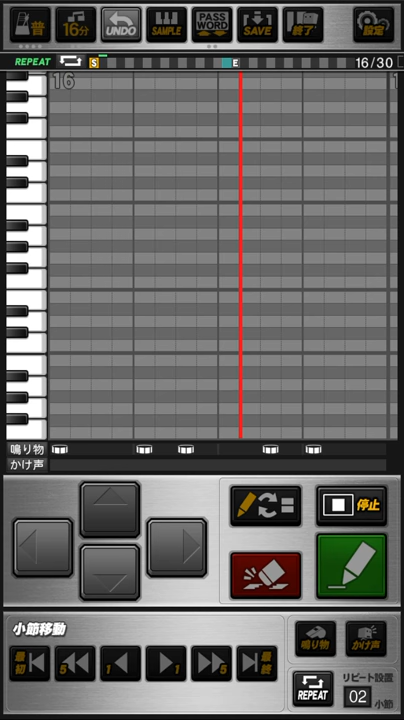 普 16分 UNDO SAMPLE PASS WORD SAVE 終了 設定
REPEAT S E 16/30
16
鳴り物
かけ声
停止
小節移動
最初 5 1 1 5 最終
鳴り物 かけ声
REPEAT リピート設置 02 小節